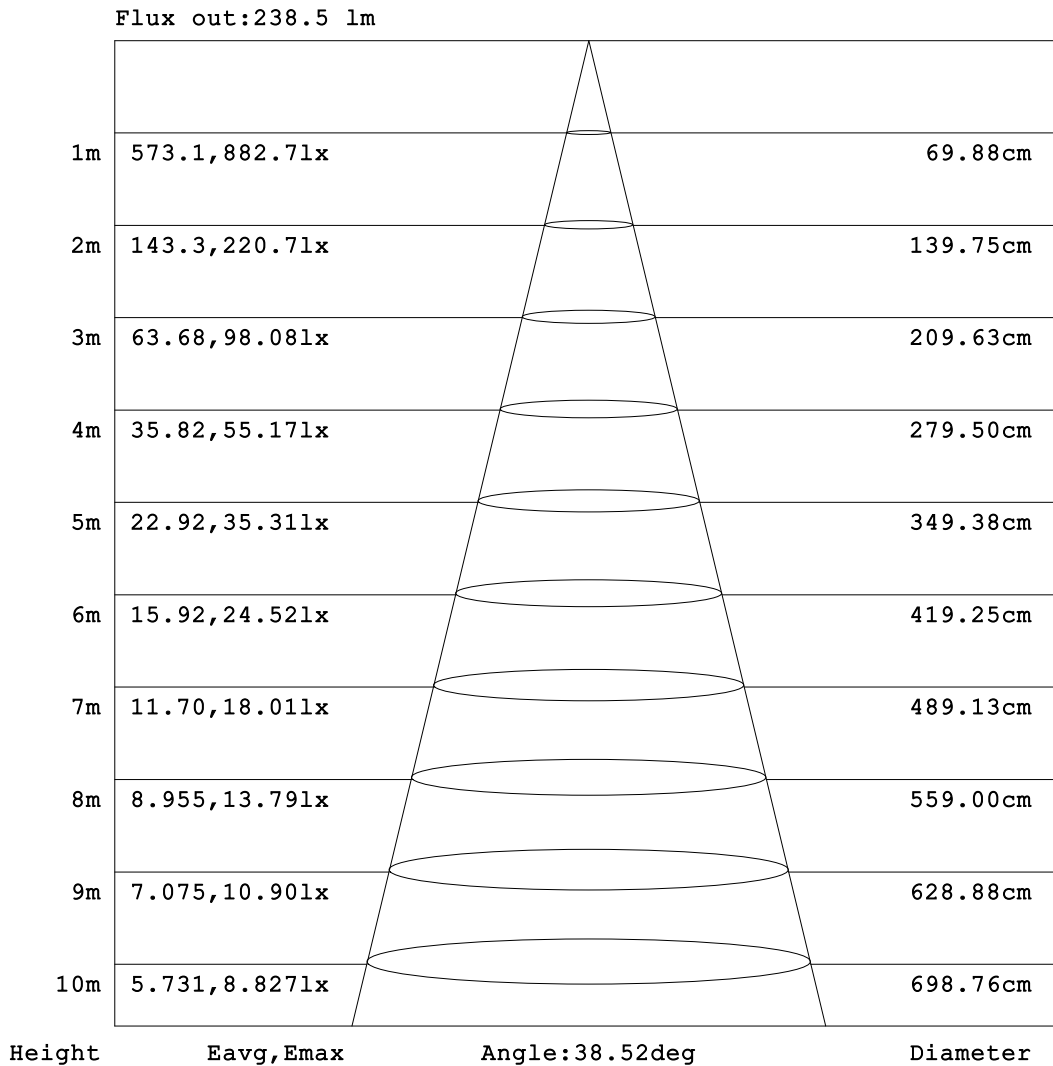 Flux out:238.5 lm
1m 573.1,882.7lx 69.88cm
2m 143.3,220.7lx 139.75cm
3m 63.68,98.08lx 209.63cm
4m 35.82,55.17lx 279.50cm
5m 22.92,35.31lx 349.38cm
6m 15.92,24.52lx 419.25cm
7m 11.70,18.01lx 489.13cm
8m 8.955,13.79lx 559.00cm
9m 7.075,10.90lx 628.88cm
10m 5.731,8.827lx 698.76cm
Height Eavg,Emax Angle:38.52deg Diameter